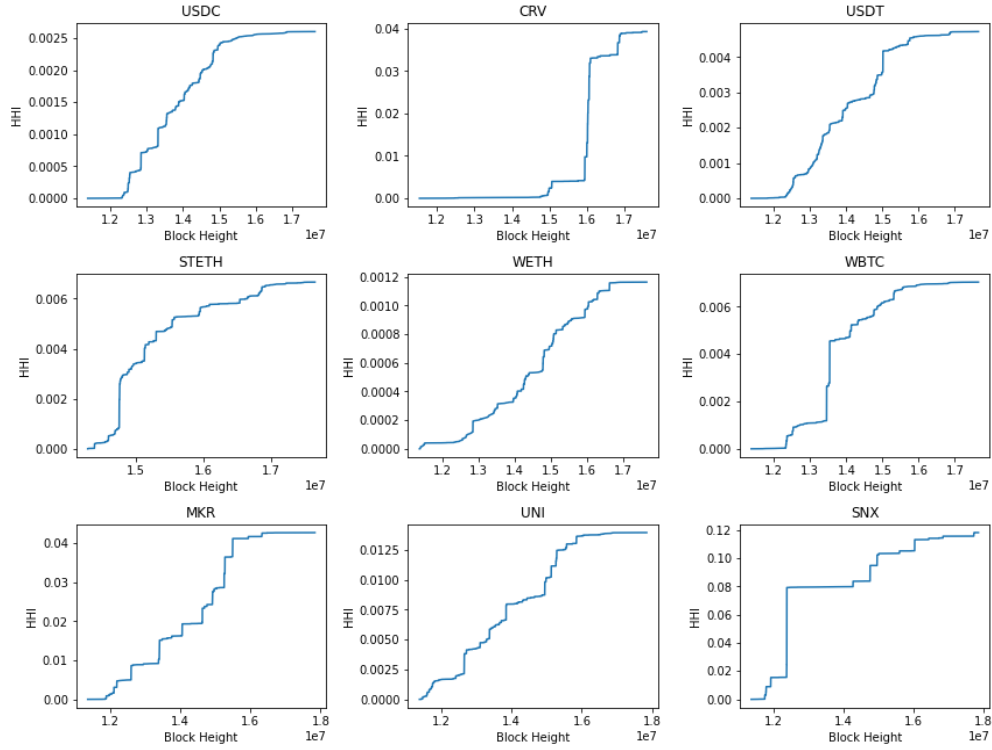 USDC
0.0025
0.0020
0.0015
0.0010
0.0005
0.0000
HHI
1.2 1.3 1.4 1.5 1.6 1.7
Block Height
1e7
CRV
0.04
0.03
0.02
0.01
0.00
HHI
1.2 1.3 1.4 1.5 1.6 1.7
Block Height
1e7
USDT
0.004
0.003
0.002
0.001
0.000
HHI
1.2 1.3 1.4 1.5 1.6 1.7
Block Height
1e7
STETH
0.006
0.004
0.002
0.000
HHI
1.5 1.6 1.7
Block Height
1e7
WETH
0.0012
0.0010
0.0008
0.0006
0.0004
0.0002
0.0000
HHI
1.2 1.3 1.4 1.5 1.6 1.7
Block Height
1e7
WBTC
0.006
0.004
0.002
0.000
HHI
1.2 1.3 1.4 1.5 1.6 1.7
Block Height
1e7
MKR
0.04
0.03
0.02
0.01
0.00
HHI
1.2 1.3 1.4 1.5 1.6 1.7 1.8
Block Height
1e7
UNI
0.0125
0.0100
0.0075
0.0050
0.0025
0.0000
HHI
1.2 1.3 1.4 1.5 1.6 1.7 1.8
Block Height
1e7
SNX
0.12
0.10
0.08
0.06
0.04
0.02
0.00
HHI
1.2 1.4 1.6 1.8
Block Height
1e7